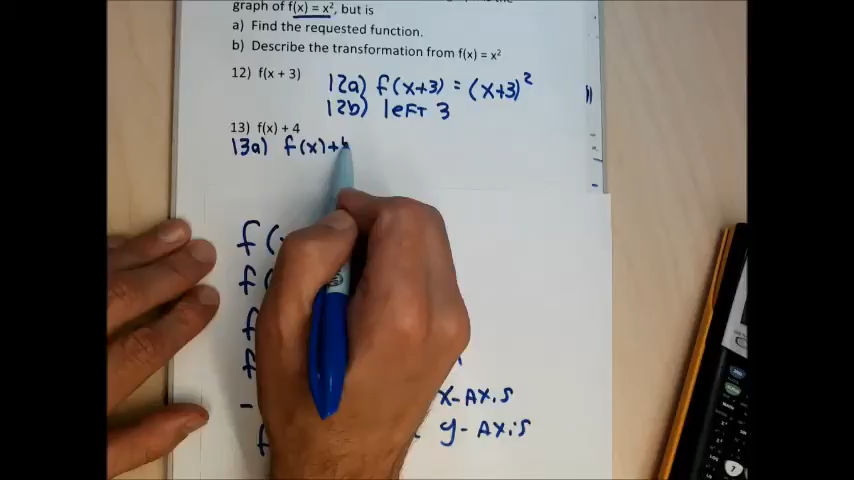 graph of f(x) = x², but is
a) Find the requested function.
b) Describe the transformation from f(x) = x²
12) f(x + 3)
12a) f(x+3) = (x+3)²
12b) left 3
13) f(x) + 4
13a) f(x)+
f(
f(
f
f
- x-Axis
f y-Axis